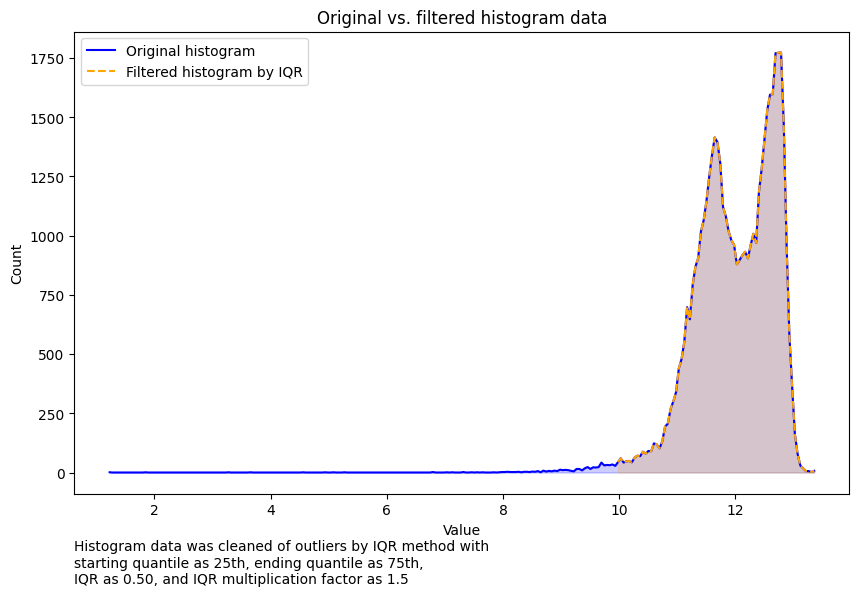 Original vs. filtered histogram data
Original histogram
Filtered histogram by IQR
1750
1500
1250
1000
750
500
250
0
Count
2
4
6
8
10
12
Value
Histogram data was cleaned of outliers by IQR method with
starting quantile as 25th, ending quantile as 75th,
IQR as 0.50, and IQR multiplication factor as 1.5